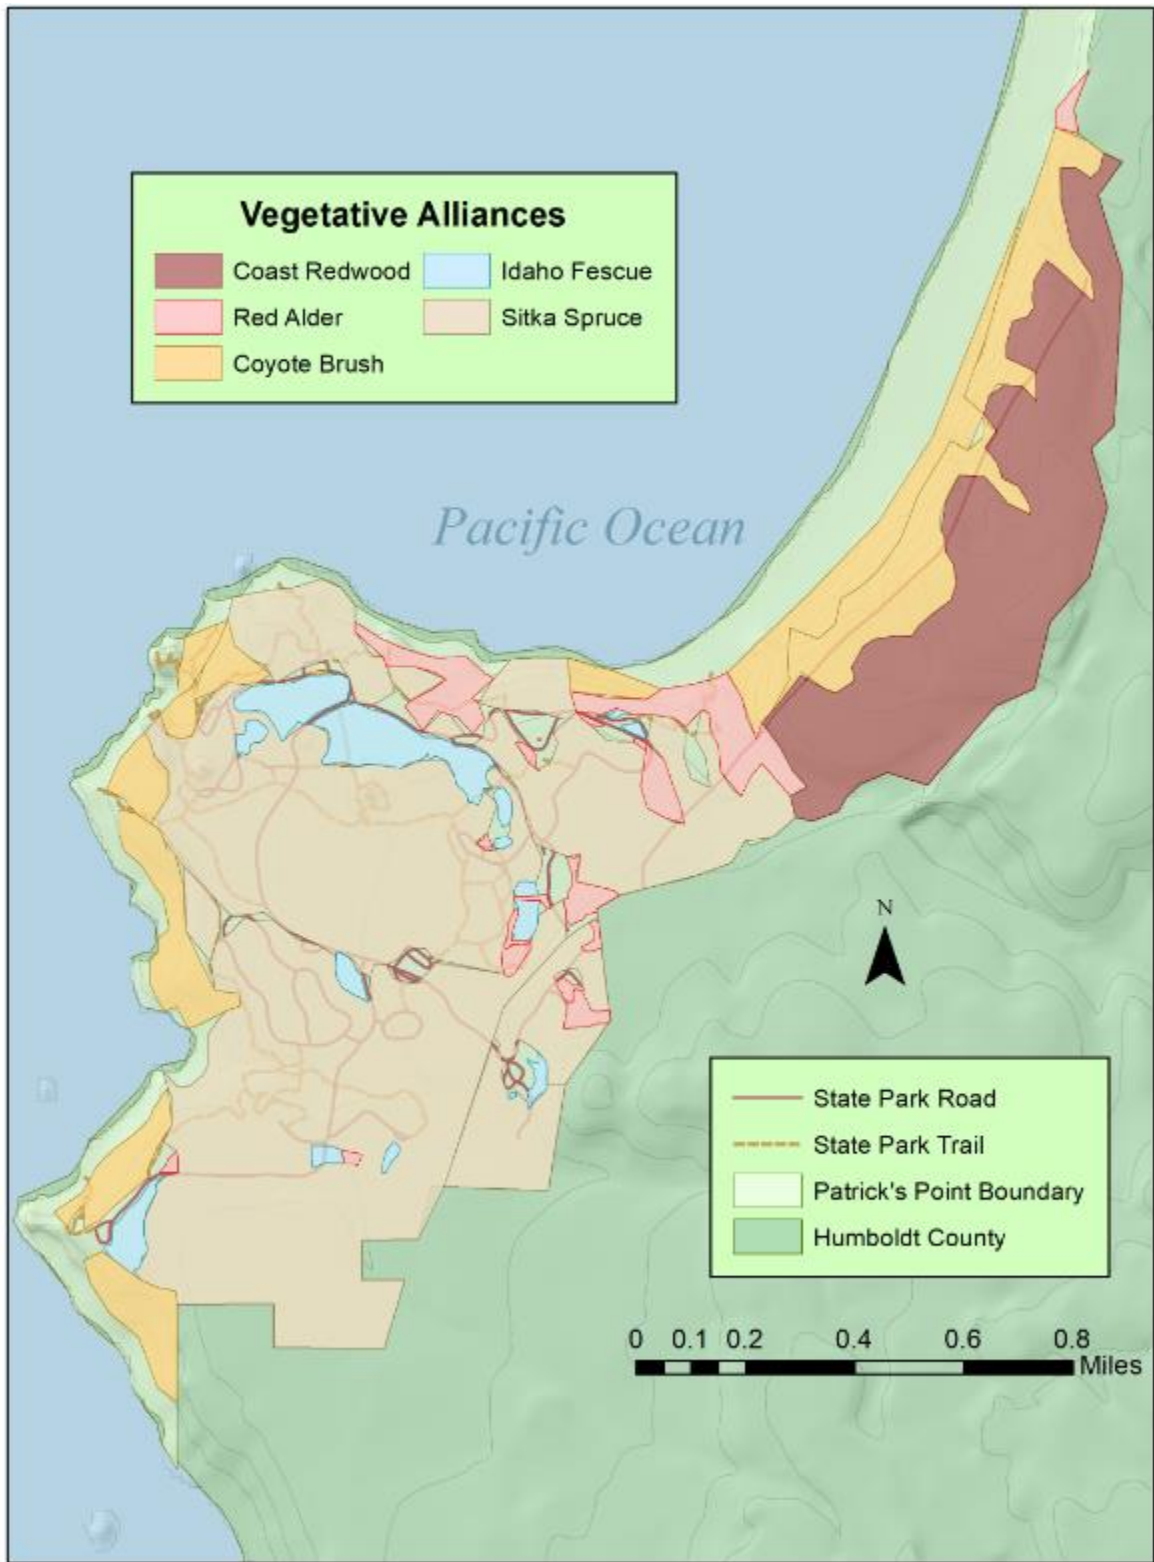 Vegetative Alliances
Coast Redwood
Idaho Fescue
Red Alder
Sitka Spruce
Coyote Brush
Pacific Ocean
N
State Park Road
State Park Trail
Patrick's Point Boundary
Humboldt County
0 0.1 0.2 0.4 0.6 0.8
Miles